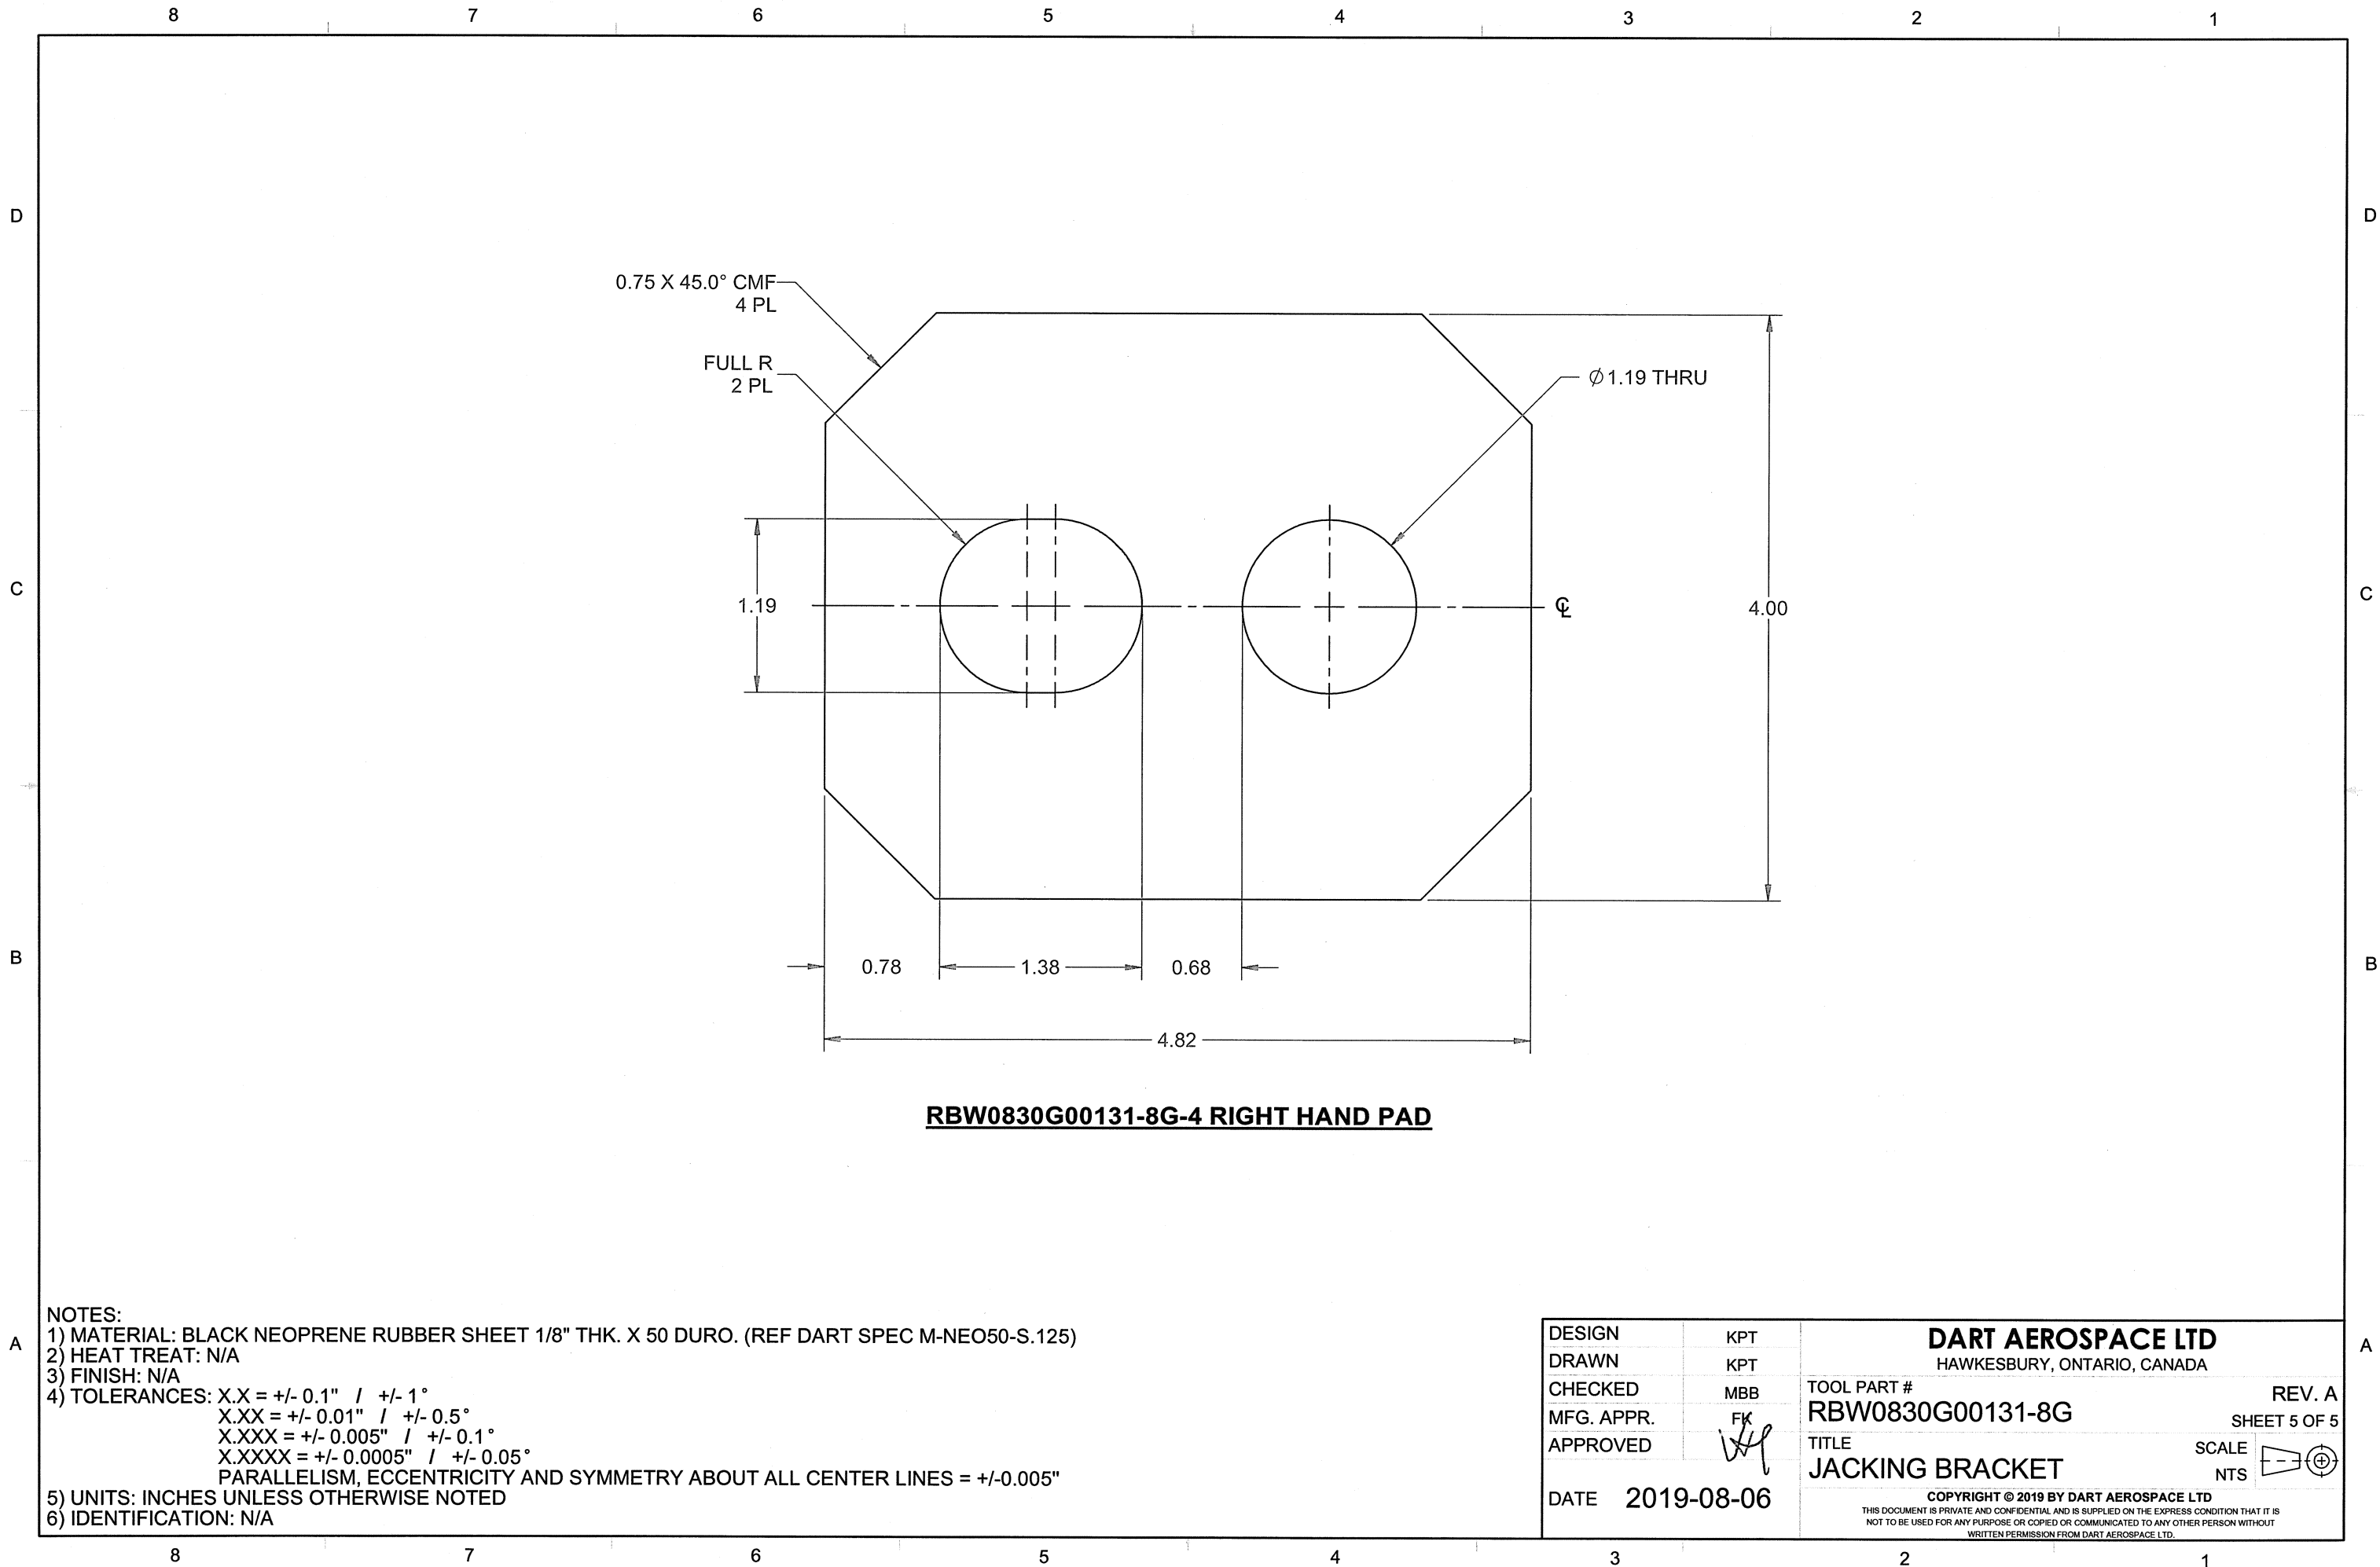 8 7 6 5 4 3 2 1
D
D
0.75 X 45.0° CMF
4 PL
FULL R
2 PL
Ø1.19 THRU
C
1.19
℄
4.00
C
B
0.78
1.38
0.68
B
4.82
RBW0830G00131-8G-4 RIGHT HAND PAD
A
A
NOTES:
1) MATERIAL: BLACK NEOPRENE RUBBER SHEET 1/8" THK. X 50 DURO. (REF DART SPEC M-NEO50-S.125)
2) HEAT TREAT: N/A
3) FINISH: N/A
4) TOLERANCES: X.X = +/- 0.1" / +/- 1°
X.XX = +/- 0.01" / +/- 0.5°
X.XXX = +/- 0.005" / +/- 0.1°
X.XXXX = +/- 0.0005" / +/- 0.05°
PARALLELISM, ECCENTRICITY AND SYMMETRY ABOUT ALL CENTER LINES = +/-0.005"
5) UNITS: INCHES UNLESS OTHERWISE NOTED
6) IDENTIFICATION: N/A
DESIGN KPT
DRAWN KPT
CHECKED MBB
MFG. APPR. FK
APPROVED
DATE 2019-08-06
DART AEROSPACE LTD
HAWKESBURY, ONTARIO, CANADA
TOOL PART #
REV. A
RBW0830G00131-8G
SHEET 5 OF 5
TITLE
SCALE
JACKING BRACKET
NTS
COPYRIGHT © 2019 BY DART AEROSPACE LTD
THIS DOCUMENT IS PRIVATE AND CONFIDENTIAL AND IS SUPPLIED ON THE EXPRESS CONDITION THAT IT IS
NOT TO BE USED FOR ANY PURPOSE OR COPIED OR COMMUNICATED TO ANY OTHER PERSON WITHOUT
WRITTEN PERMISSION FROM DART AEROSPACE LTD.
8 7 6 5 4 3 2 1